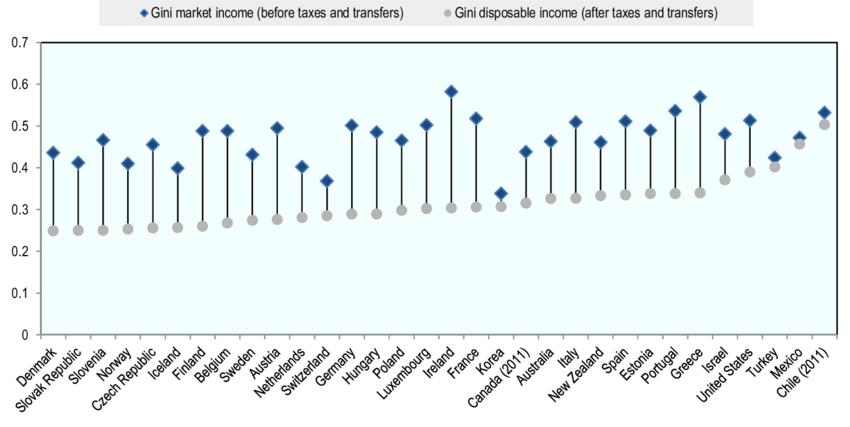 Gini market income (before taxes and transfers) Gini disposable income (after taxes and transfers)
0.7
0.6
0.5
0.4
0.3
0.2
0.1
0
Denmark
Slovak Republic
Slovenia
Norway
Czech Republic
Iceland
Finland
Belgium
Sweden
Austria
Netherlands
Switzerland
Germany
Hungary
Poland
Luxembourg
Ireland
France
Korea
Canada (2011)
Australia
Italy
New Zealand
Spain
Estonia
Portugal
Greece
Israel
United States
Turkey
Mexico
Chile (2011)